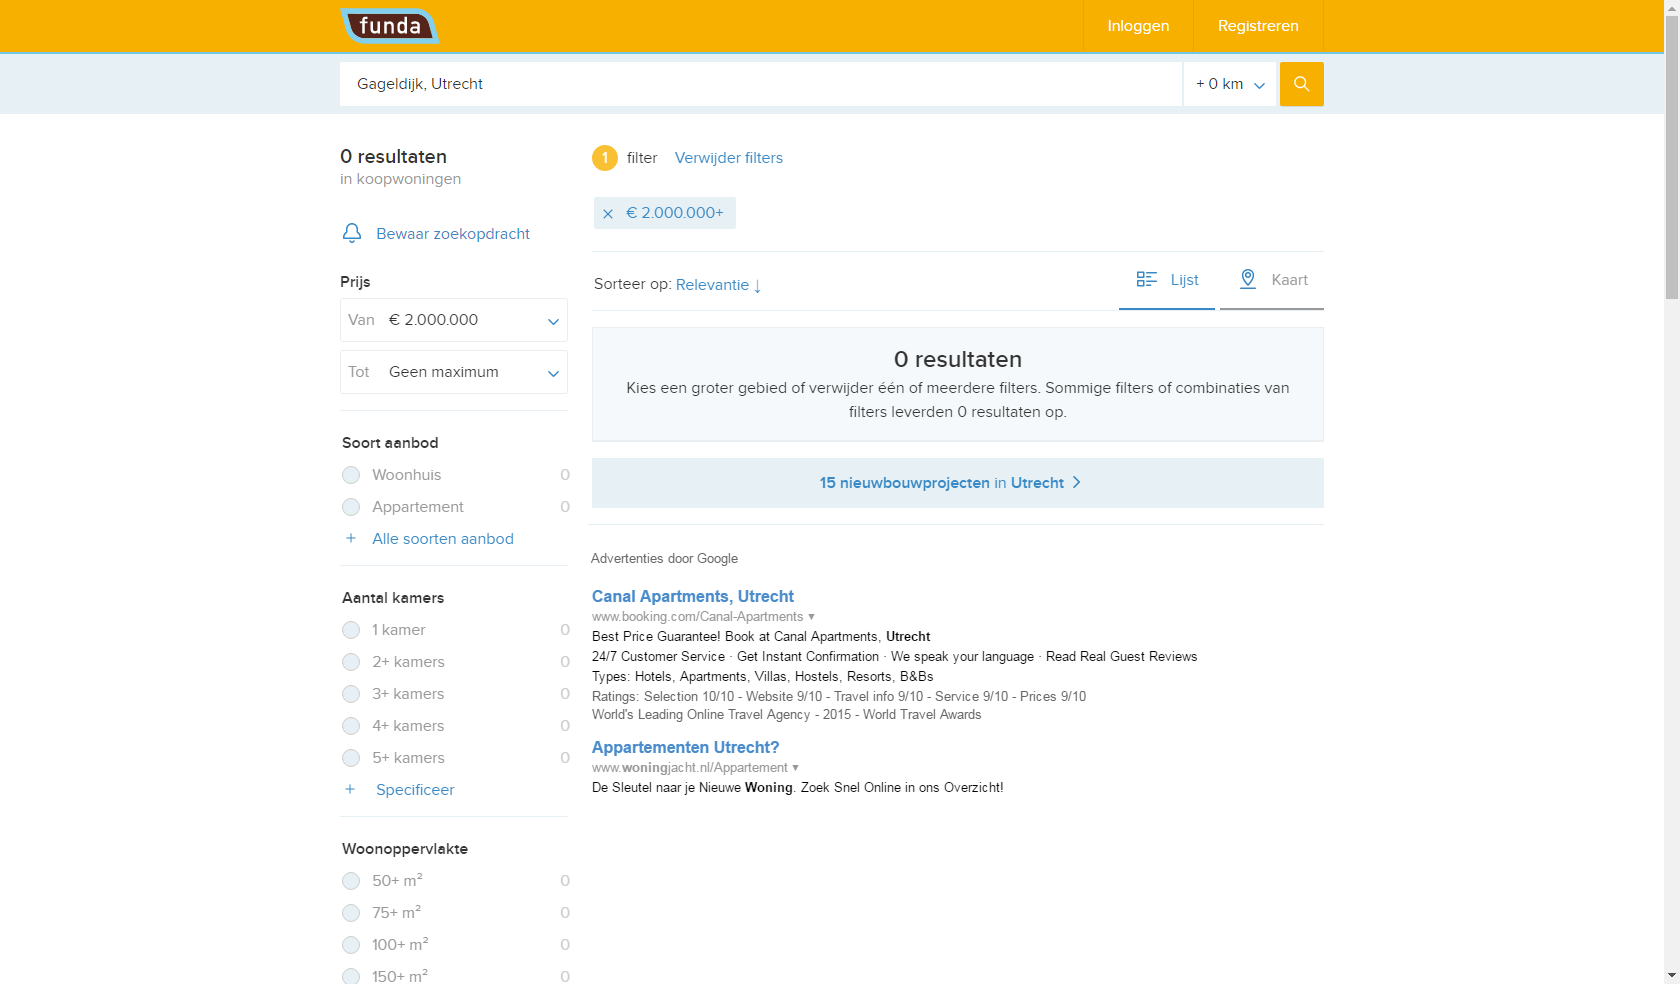 funda
Inloggen
Registreren
Gageldijk, Utrecht
+ 0 km
0 resultaten
in koopwoningen
Bewaar zoekopdracht
Prijs
Van € 2.000.000
Tot Geen maximum
Soort aanbod
Woonhuis 0
Appartement 0
+ Alle soorten aanbod
Aantal kamers
1 kamer 0
2+ kamers 0
3+ kamers 0
4+ kamers 0
5+ kamers 0
+ Specificeer
Woonoppervlakte
50+ m² 0
75+ m² 0
100+ m² 0
150+ m² 0
1 filter Verwijder filters
× € 2.000.000+
Sorteer op: Relevantie ↓
Lijst
Kaart
0 resultaten
Kies een groter gebied of verwijder één of meerdere filters. Sommige filters of combinaties van
filters leverden 0 resultaten op.
15 nieuwbouwprojecten in Utrecht >
Advertenties door Google
Canal Apartments, Utrecht
www.booking.com/Canal-Apartments ▼
Best Price Guarantee! Book at Canal Apartments, Utrecht
24/7 Customer Service · Get Instant Confirmation · We speak your language · Read Real Guest Reviews
Types: Hotels, Apartments, Villas, Hostels, Resorts, B&Bs
Ratings: Selection 10/10 - Website 9/10 - Travel info 9/10 - Service 9/10 - Prices 9/10
World's Leading Online Travel Agency - 2015 - World Travel Awards
Appartementen Utrecht?
www.woningjacht.nl/Appartement ▼
De Sleutel naar je Nieuwe Woning. Zoek Snel Online in ons Overzicht!